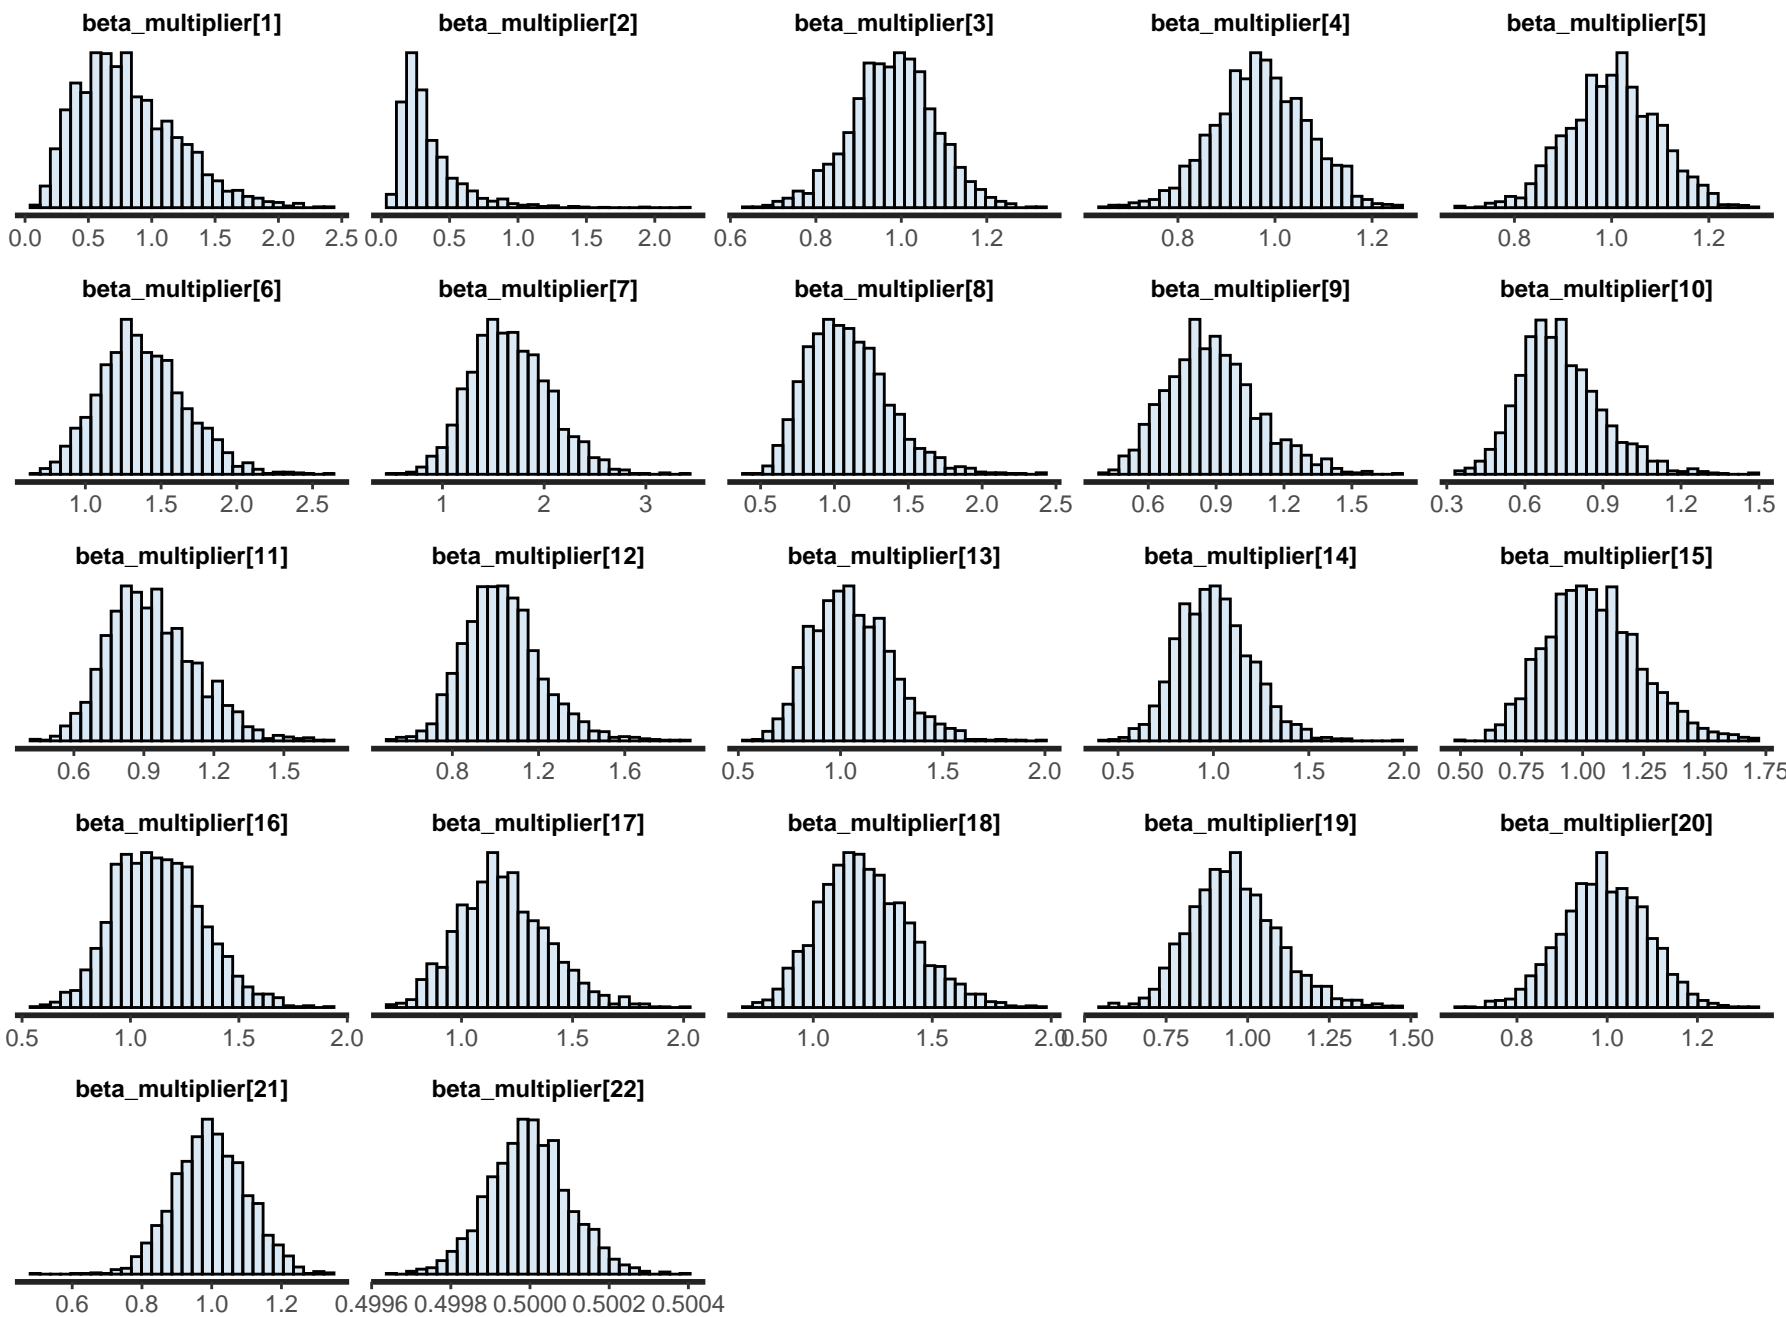 beta_multiplier[1] beta_multiplier[2] beta_multiplier[3] beta_multiplier[4] beta_multiplier[5]
0.0 0.5 1.0 1.5 2.0 2.5 0.0 0.5 1.0 1.5 2.0 0.6 0.8 1.0 1.2 0.8 1.0 1.2 0.8 1.0 1.2
beta_multiplier[6] beta_multiplier[7] beta_multiplier[8] beta_multiplier[9] beta_multiplier[10]
1.0 1.5 2.0 2.5 1 2 3 0.5 1.0 1.5 2.0 2.5 0.6 0.9 1.2 1.5 0.3 0.6 0.9 1.2 1.5
beta_multiplier[11] beta_multiplier[12] beta_multiplier[13] beta_multiplier[14] beta_multiplier[15]
0.6 0.9 1.2 1.5 0.8 1.2 1.6 0.5 1.0 1.5 2.0 0.5 1.0 1.5 2.0 0.50 0.75 1.00 1.25 1.50 1.75
beta_multiplier[16] beta_multiplier[17] beta_multiplier[18] beta_multiplier[19] beta_multiplier[20]
0.5 1.0 1.5 2.0 1.0 1.5 2.0 1.0 1.5 2.0 0.50 0.75 1.00 1.25 1.50 0.8 1.0 1.2
beta_multiplier[21] beta_multiplier[22]
0.6 0.8 1.0 1.2 0.4996 0.4998 0.5000 0.5002 0.5004